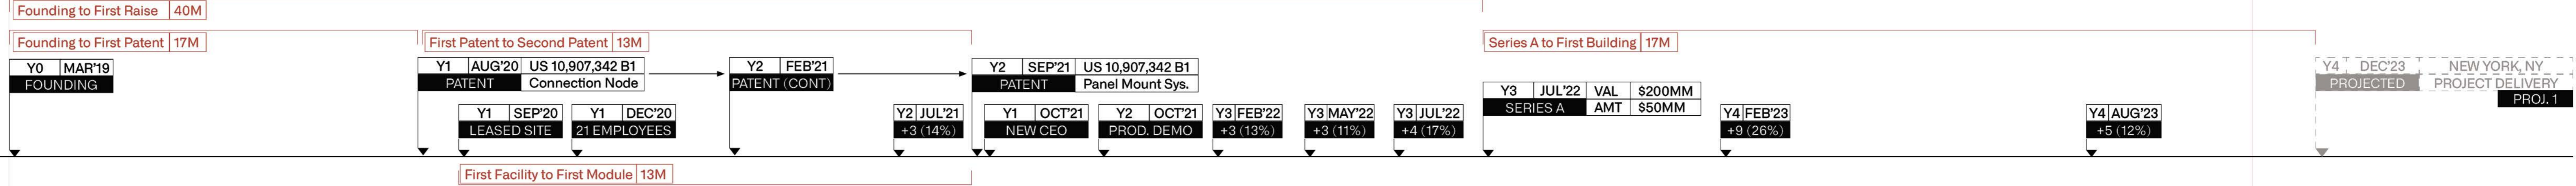 Founding to First Raise 40M
Founding to First Patent 17M
First Patent to Second Patent 13M
Series A to First Building 17M
Y0 MAR'19
FOUNDING
Y1 AUG'20 US 10,907,342 B1
PATENT Connection Node
Y2 FEB'21
PATENT (CONT)
Y2 SEP'21 US 10,907,342 B1
PATENT Panel Mount Sys.
Y3 JUL'22 VAL $200MM
SERIES A AMT $50MM
Y4 DEC'23 NEW YORK, NY
PROJECTED PROJECT DELIVERY
PROJ. 1
Y1 SEP'20
LEASED SITE
Y1 DEC'20
21 EMPLOYEES
Y2 JUL'21
+3 (14%)
Y1 OCT'21
NEW CEO
Y2 OCT'21
PROD. DEMO
Y3 FEB'22
+3 (13%)
Y3 MAY'22
+3 (11%)
Y3 JUL'22
+4 (17%)
Y4 FEB'23
+9 (26%)
Y4 AUG'23
+5 (12%)
First Facility to First Module 13M